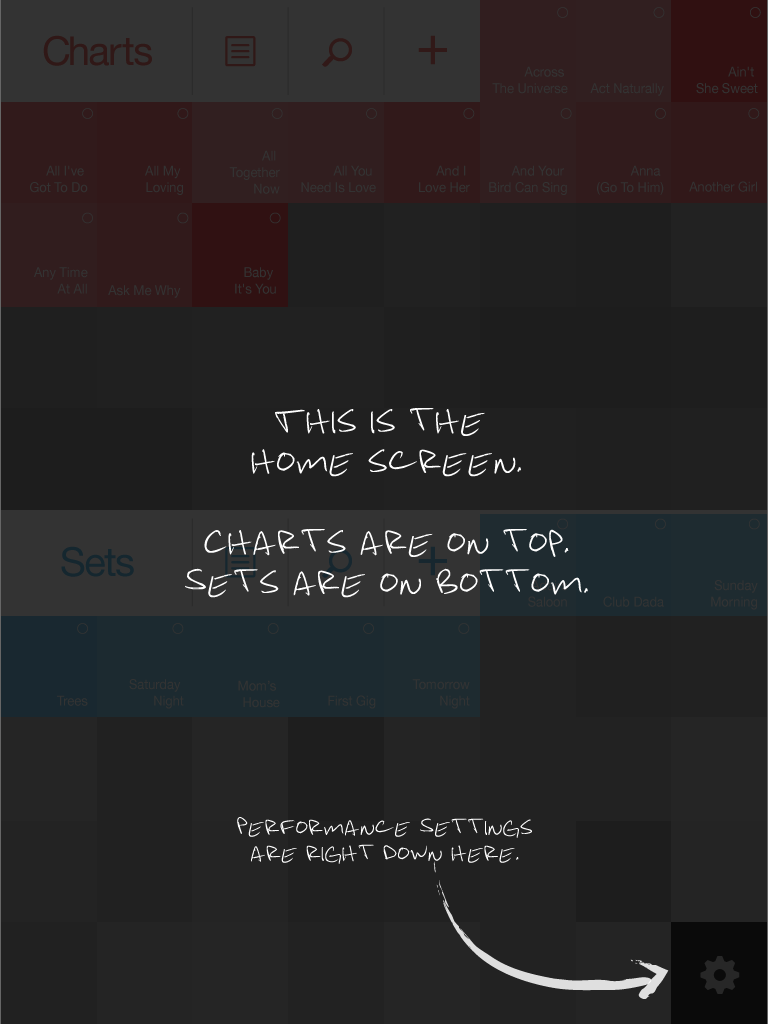 Charts
Across
The Universe
Act Naturally
Ain't
She Sweet
All I've
Got To Do
All My
Loving
All
Together
Now
All You
Need Is Love
And I
Love Her
And Your
Bird Can Sing
Anna
(Go To Him)
Another Girl
Any Time
At All
Ask Me Why
Baby
It's You
THIS IS THE
HOME SCREEN.
CHARTS ARE ON TOP.
SETS ARE ON BOTTOM.
Sets
Saloon
Club Dada
Sunday
Morning
Trees
Saturday
Night
Mom's
House
First Gig
Tomorrow
Night
PERFORMANCE SETTINGS
ARE RIGHT DOWN HERE.